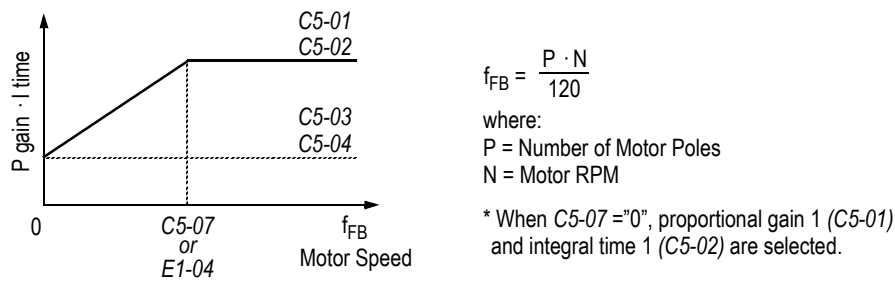 C5-01
C5-02
P gain · I time
C5-03
C5-04
0
C5-07
or
E1-04
fFB
Motor Speed
fFB = P · N
120
where:
P = Number of Motor Poles
N = Motor RPM
* When C5-07 ="0", proportional gain 1 (C5-01)
and integral time 1 (C5-02) are selected.